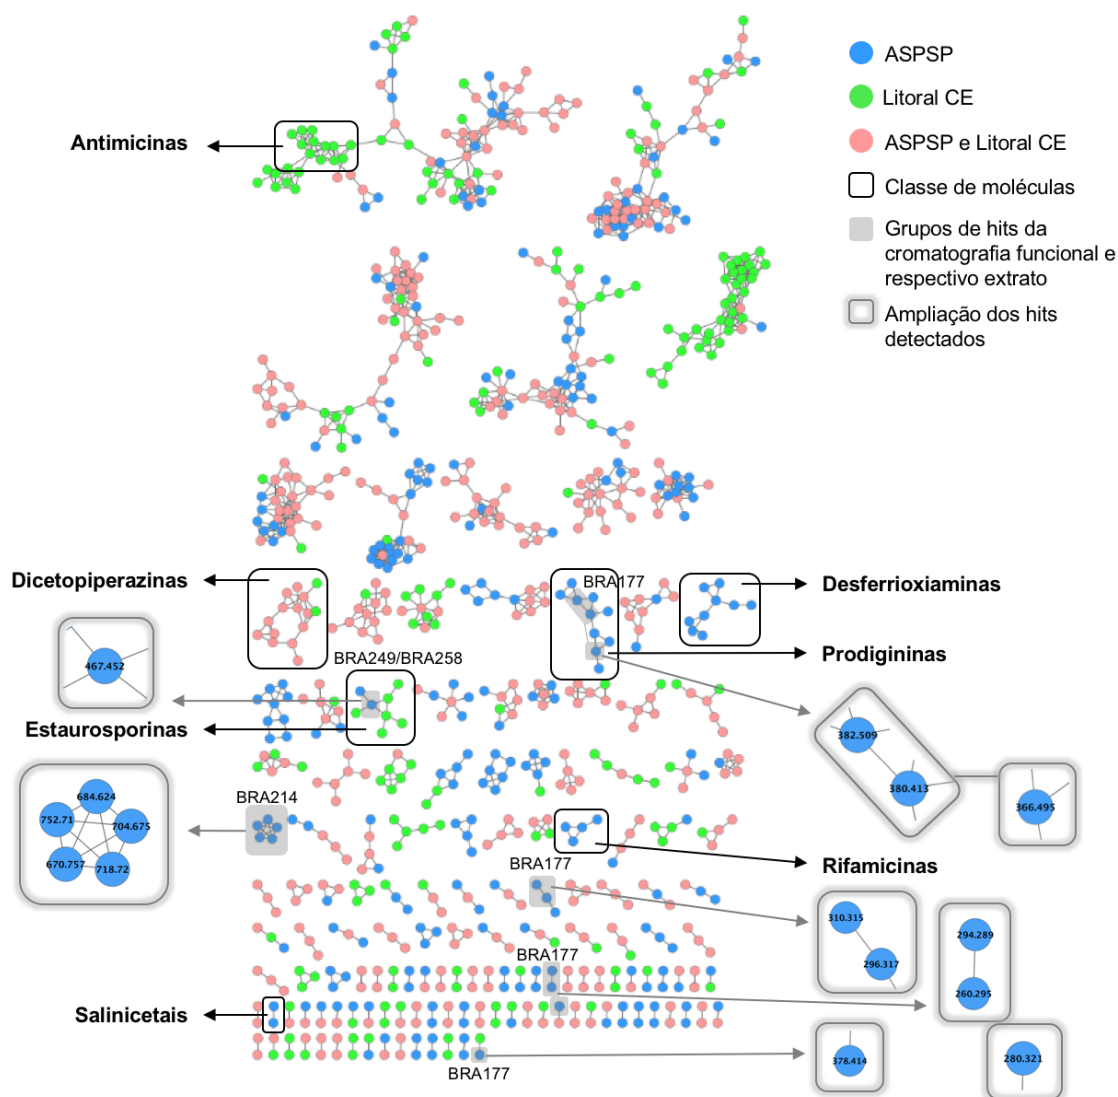 ASPSP
Litoral CE
ASPSP e Litoral CE
Classe de moléculas
Grupos de hits da
cromatografia funcional e
respectivo extrato
Ampliação dos hits
detectados
Antimicinas
Dicetopiperazinas
BRA177
Desferrioxiaminas
467.452
BRA249/BRA258
Prodigininas
Estaurosporinas
382.509
380.413
366.495
684.624
752.71
704.675
670.757
718.72
BRA214
BRA177
Rifamicinas
310.315
296.317
294.289
260.295
BRA177
Salinicetais
BRA177
378.414
280.321